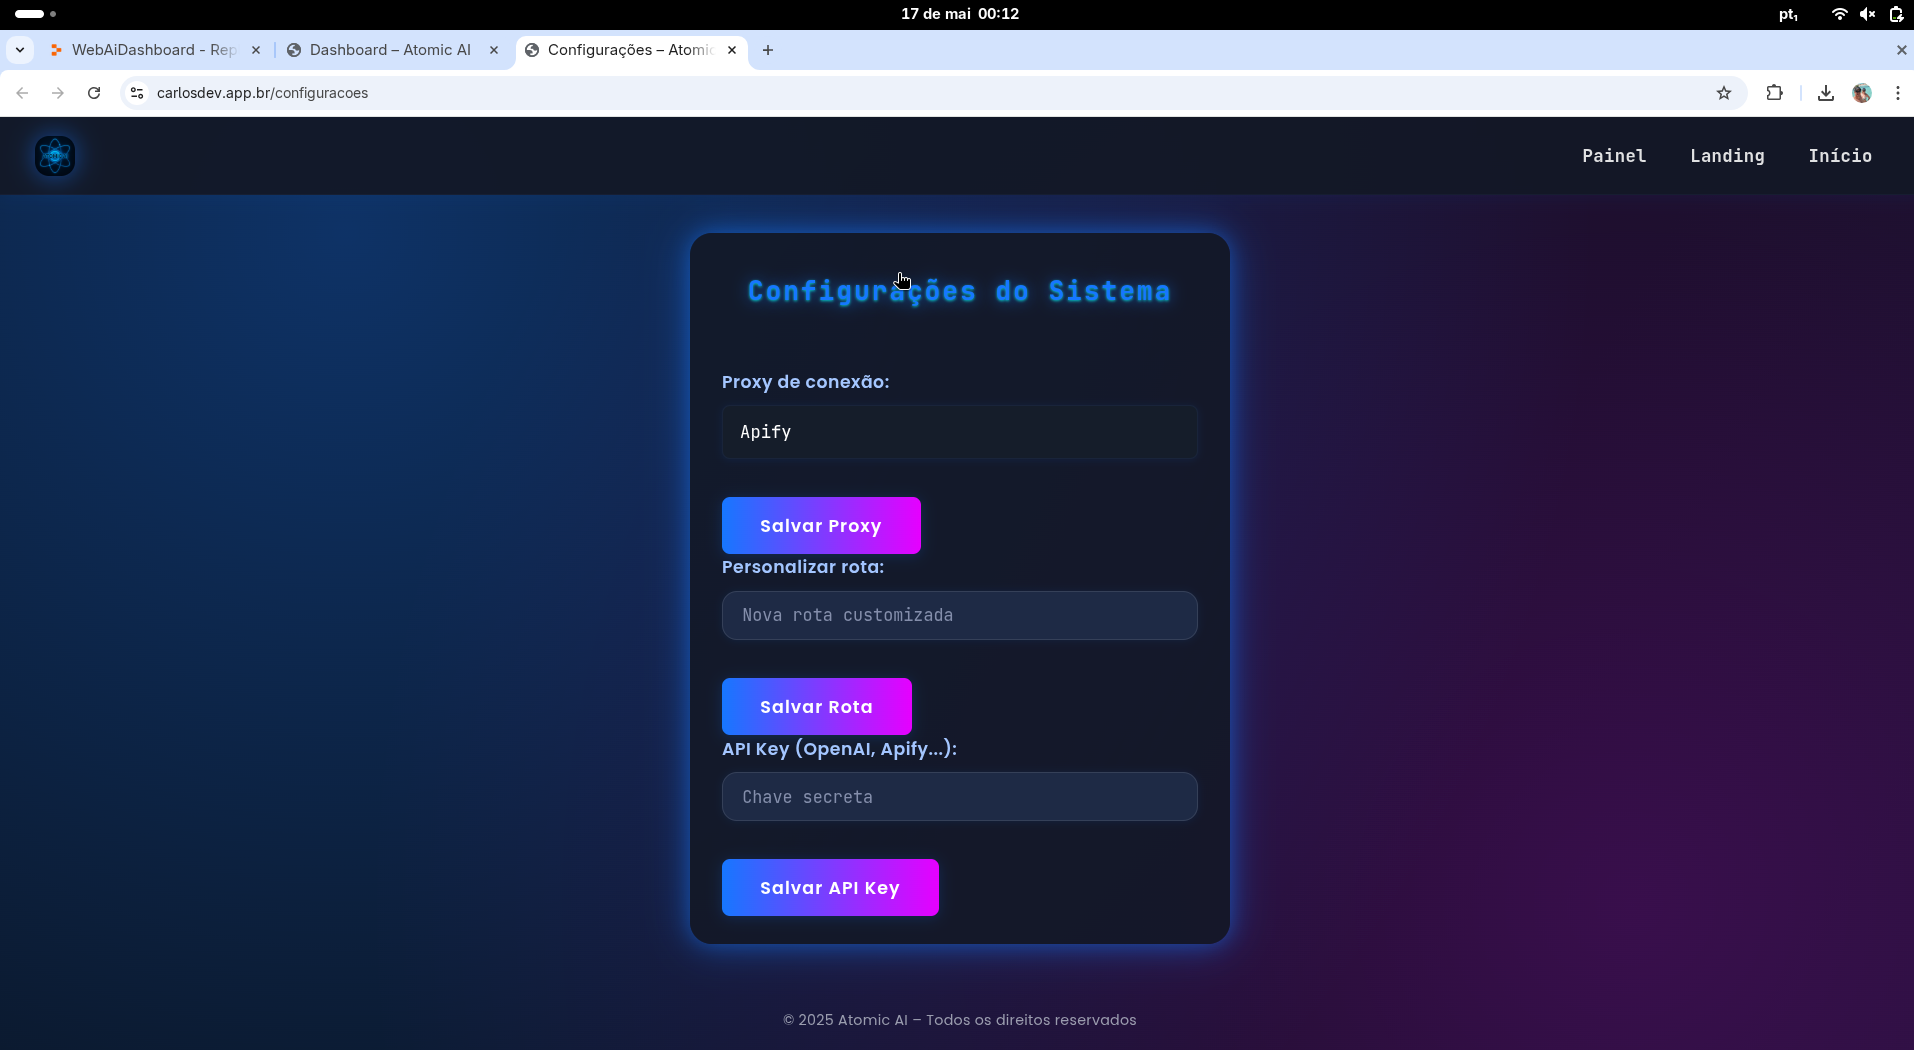 17 de mai 00:12
pt₁
WebAiDashboard - Rep
Dashboard – Atomic AI
Configurações – Atomic
carlosdev.app.br/configuracoes
Painel
Landing
Início
Configurações do Sistema
Proxy de conexão:
Apify
Salvar Proxy
Personalizar rota:
Nova rota customizada
Salvar Rota
API Key (OpenAI, Apify...):
Chave secreta
Salvar API Key
© 2025 Atomic AI – Todos os direitos reservados